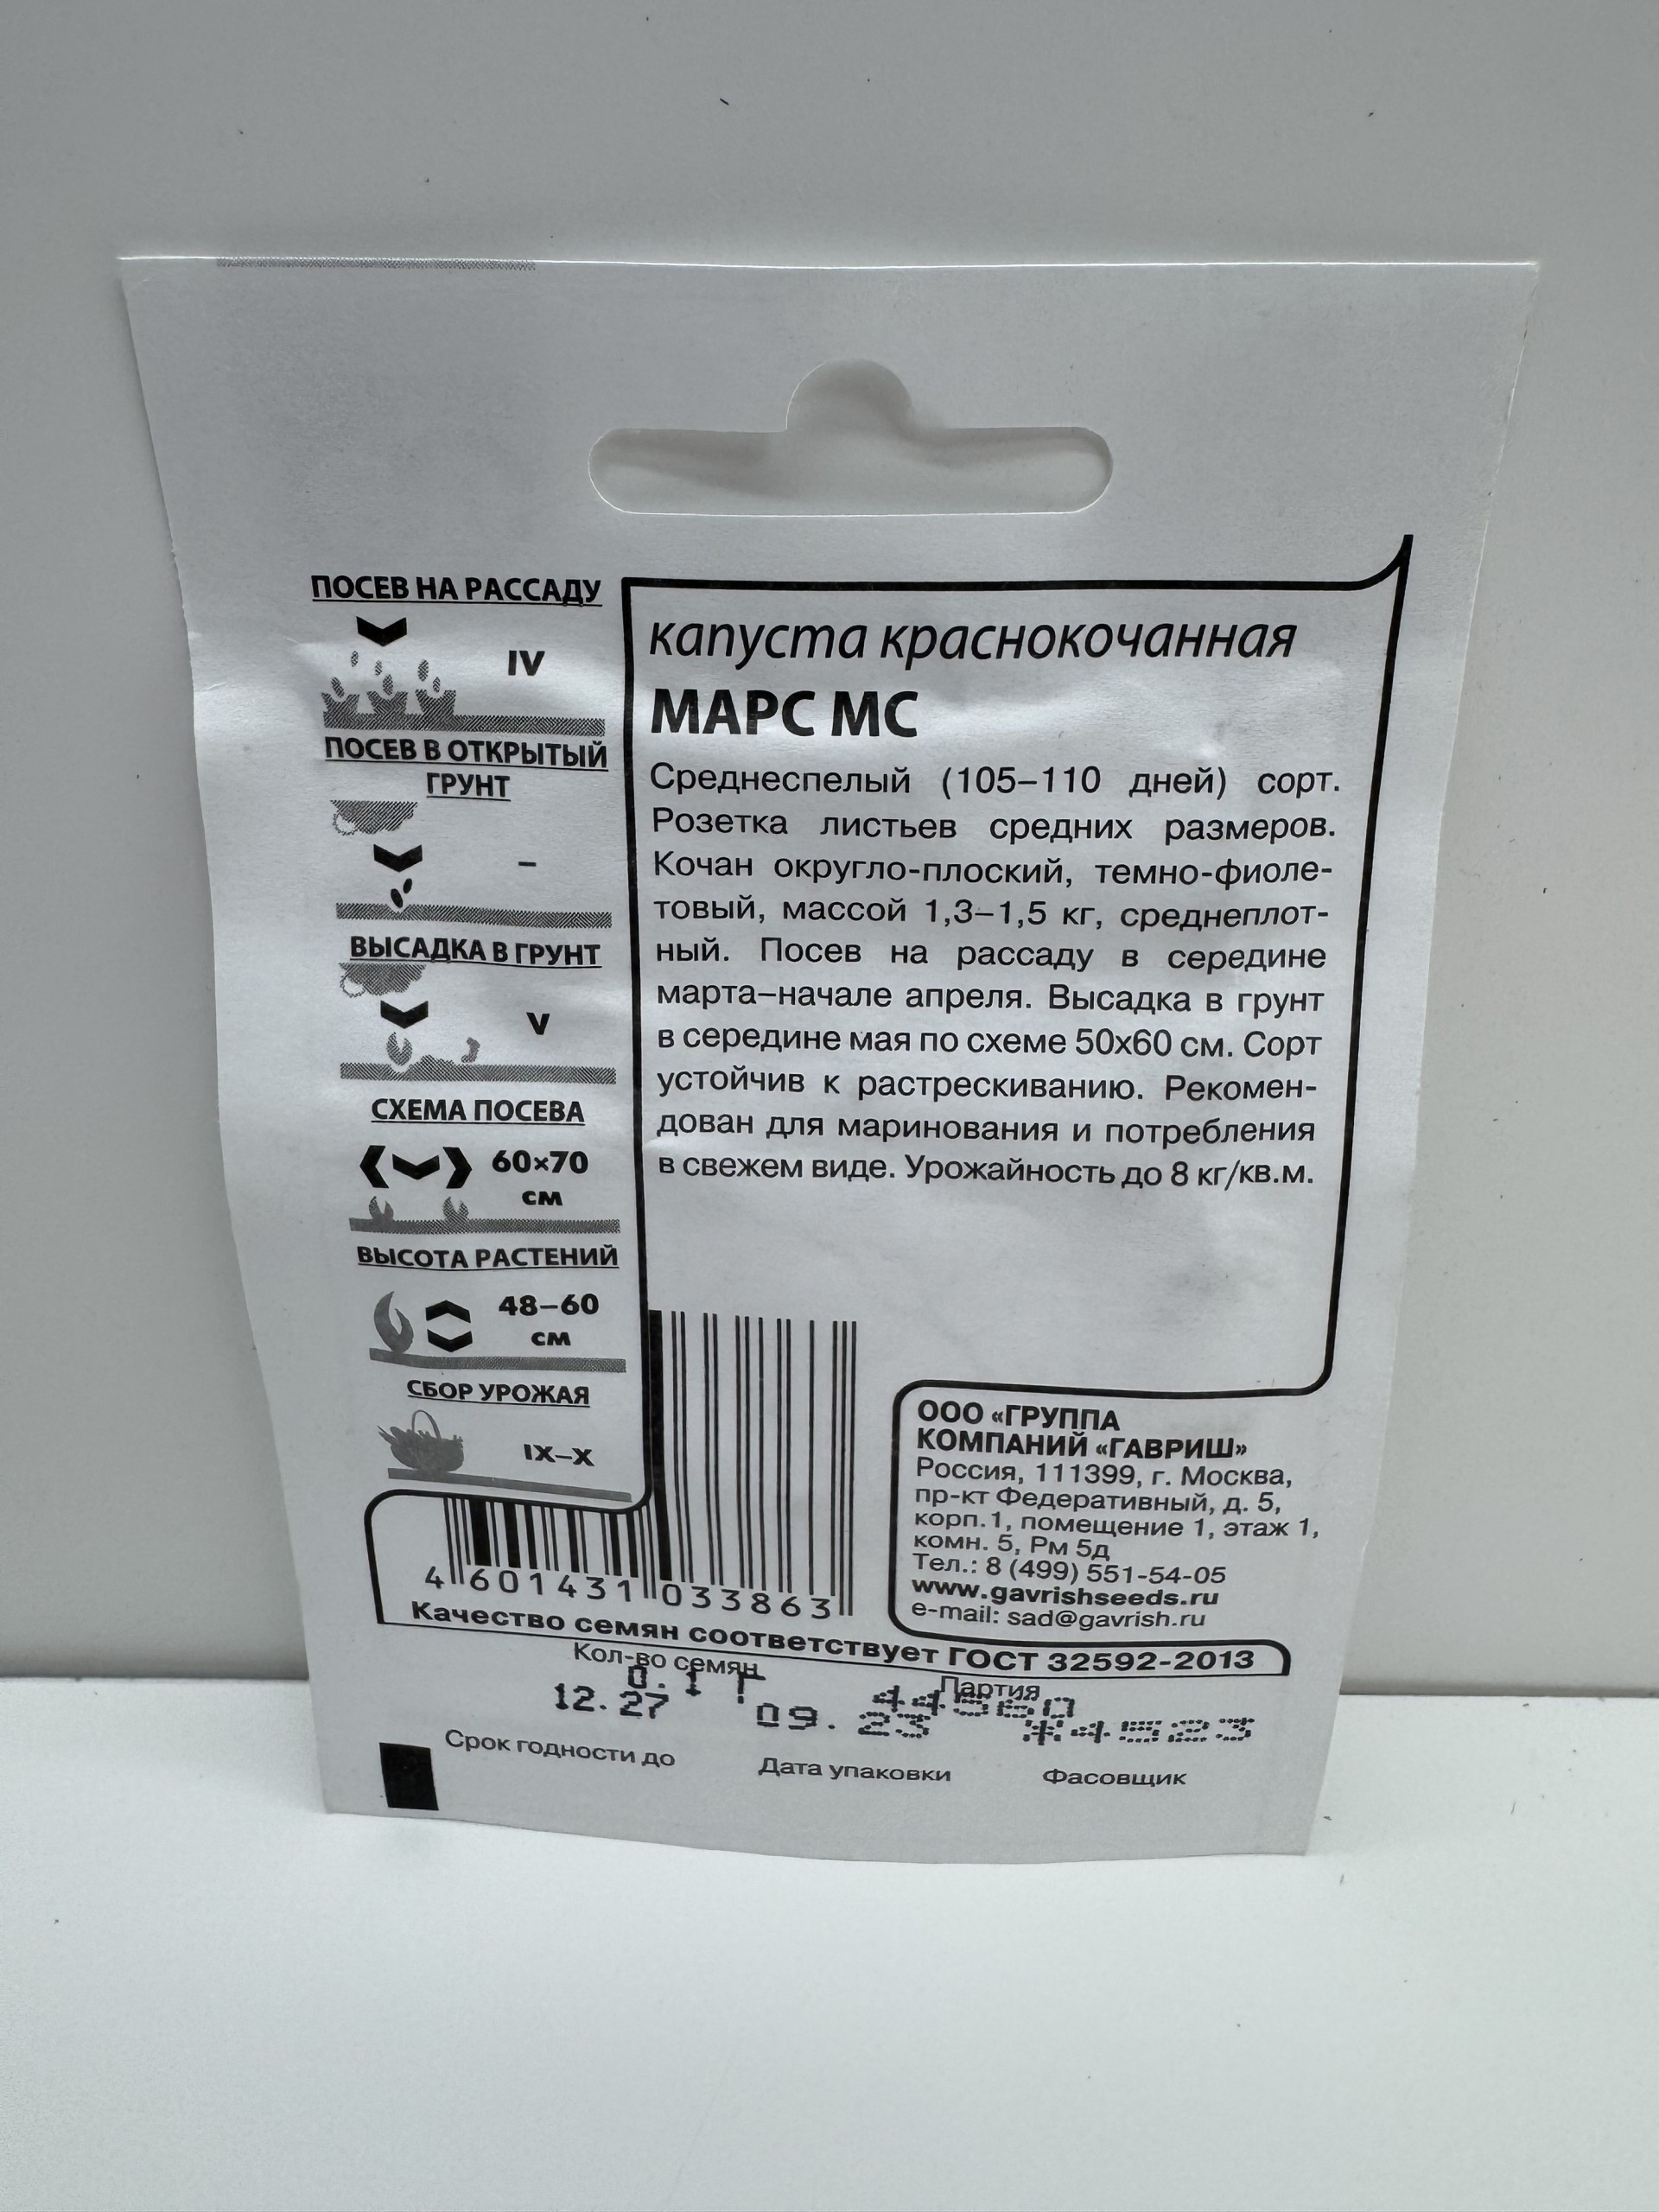 ПОСЕВ НА РАССАДУ
IV
ПОСЕВ В ОТКРЫТЫЙ
ГРУНТ
–
ВЫСАДКА В ГРУНТ
V
СХЕМА ПОСЕВА
60×70
см
ВЫСОТА РАСТЕНИЙ
48–60
см
СБОР УРОЖАЯ
IX–X
капуста краснокочанная
МАРС МС
Среднеспелый (105–110 дней) сорт.
Розетка листьев средних размеров.
Кочан округло-плоский, темно-фиоле-
товый, массой 1,3–1,5 кг, среднеплот-
ный. Посев на рассаду в середине
марта–начале апреля. Высадка в грунт
в середине мая по схеме 50х60 см. Сорт
устойчив к растрескиванию. Рекомен-
дован для маринования и потребления
в свежем виде. Урожайность до 8 кг/кв.м.
ООО «ГРУППА
КОМПАНИЙ «ГАВРИШ»
Россия, 111399, г. Москва,
пр-кт Федеративный, д. 5,
корп.1, помещение 1, этаж 1,
комн. 5, Рм 5д
Тел.: 8 (499) 551-54-05
www.gavrishseeds.ru
e-mail: sad@gavrish.ru
4 601431 033863
Качество семян соответствует ГОСТ 32592-2013
Кол-во семян
0.1 Г
Партия
12.27
09.23
Ж4523
Срок годности до
Дата упаковки
Фасовщик